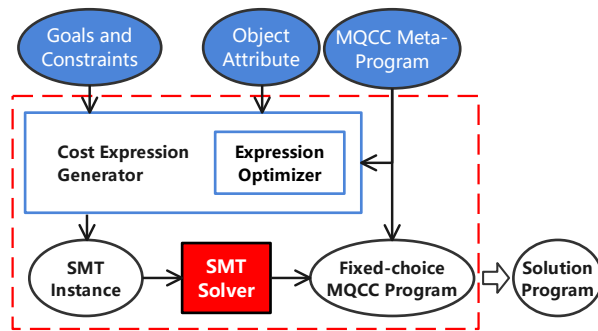 Goals and
Constraints
Object
Attribute
MQCC Meta-
Program
Cost Expression
Generator
Expression
Optimizer
SMT
Instance
SMT
Solver
Fixed-choice
MQCC Program
Solution
Program